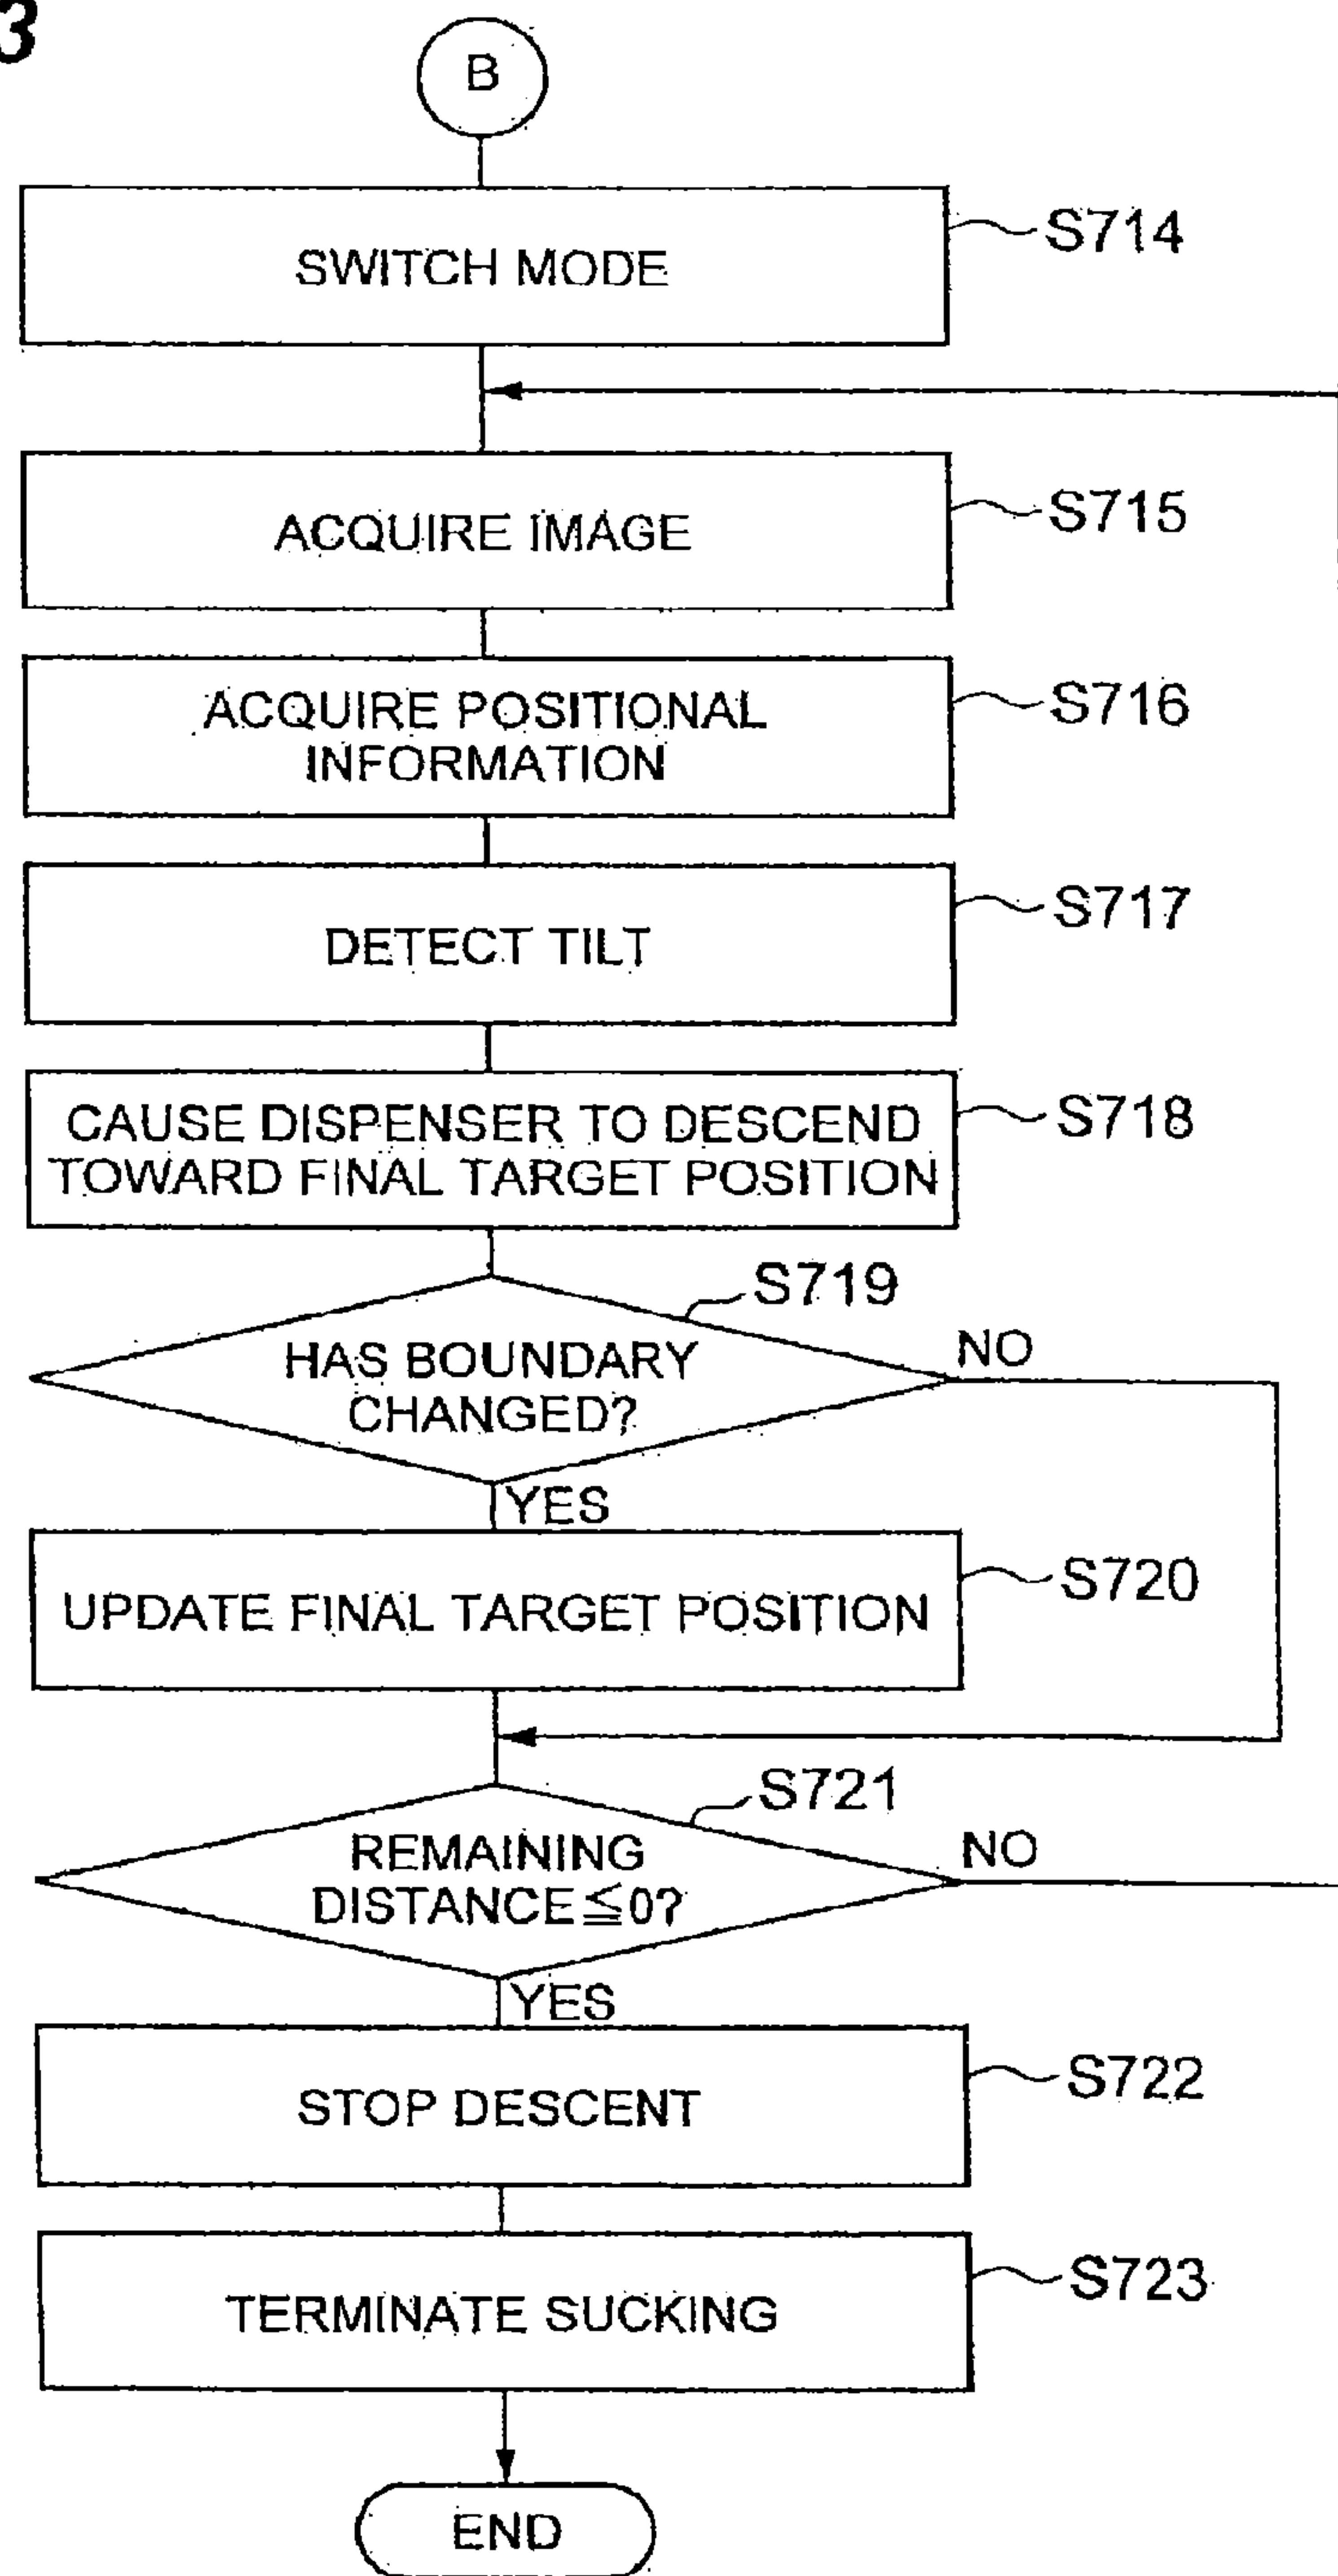 3
B
SWITCH MODE
S714
ACQUIRE IMAGE
S715
ACQUIRE POSITIONAL
INFORMATION
S716
DETECT TILT
S717
CAUSE DISPENSER TO DESCEND
TOWARD FINAL TARGET POSITION
S718
S719
HAS BOUNDARY
CHANGED?
NO
YES
UPDATE FINAL TARGET POSITION
S720
S721
REMAINING
DISTANCE≦0?
NO
YES
STOP DESCENT
S722
TERMINATE SUCKING
S723
END